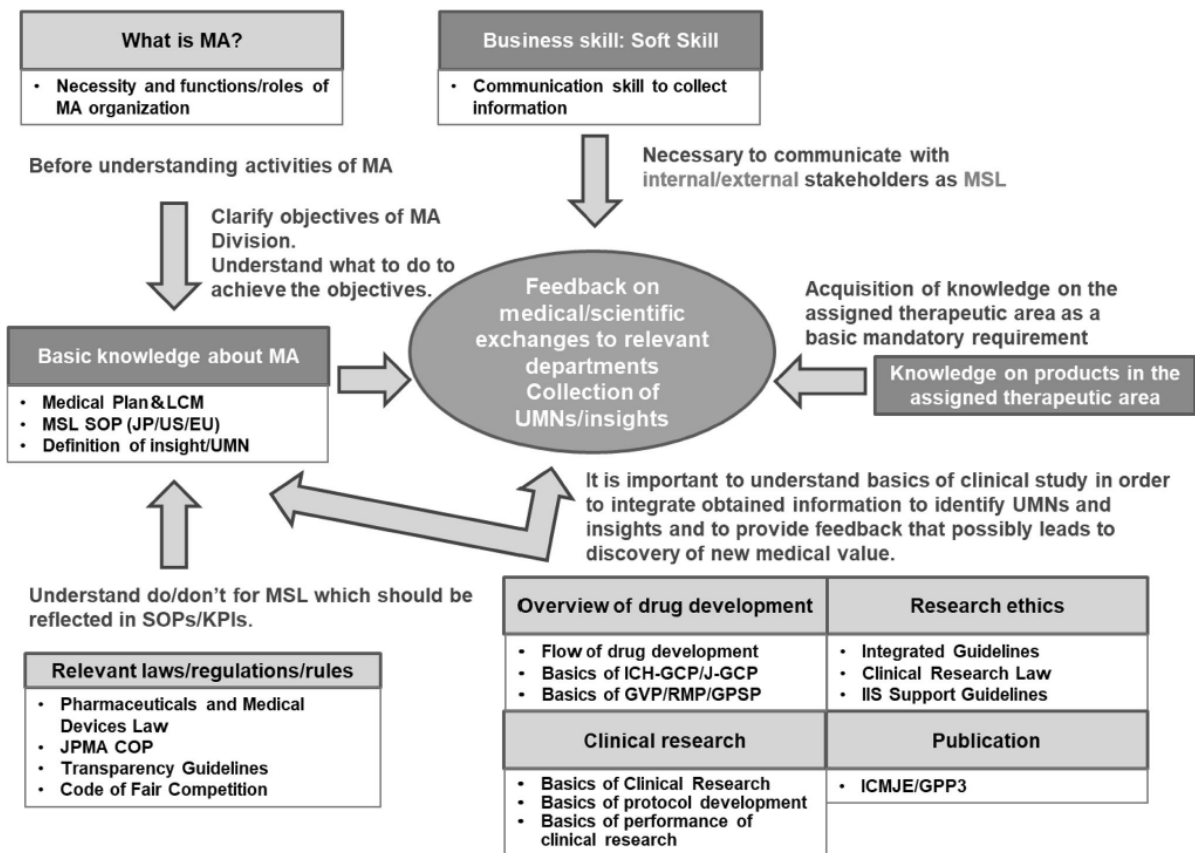 What is MA?
• Necessity and functions/roles of
MA organization
Business skill: Soft Skill
• Communication skill to collect
information
Before understanding activities of MA
Necessary to communicate with
internal/external stakeholders as MSL
Clarify objectives of MA
Division.
Understand what to do to
achieve the objectives.
Feedback on
medical/scientific
exchanges to relevant
departments
Collection of
UMNs/insights
Acquisition of knowledge on the
assigned therapeutic area as a
basic mandatory requirement
Knowledge on products in the
assigned therapeutic area
Basic knowledge about MA
• Medical Plan&LCM
• MSL SOP (JP/US/EU)
• Definition of insight/UMN
It is important to understand basics of clinical study in order
to integrate obtained information to identify UMNs and
insights and to provide feedback that possibly leads to
discovery of new medical value.
Understand do/don't for MSL which should be
reflected in SOPs/KPIs.
Relevant laws/regulations/rules
• Pharmaceuticals and Medical
Devices Law
• JPMA COP
• Transparency Guidelines
• Code of Fair Competition
Overview of drug development
• Flow of drug development
• Basics of ICH-GCP/J-GCP
• Basics of GVP/RMP/GPSP
Research ethics
• Integrated Guidelines
• Clinical Research Law
• IIS Support Guidelines
Clinical research
• Basics of Clinical Research
• Basics of protocol development
• Basics of performance of
clinical research
Publication
• ICMJE/GPP3